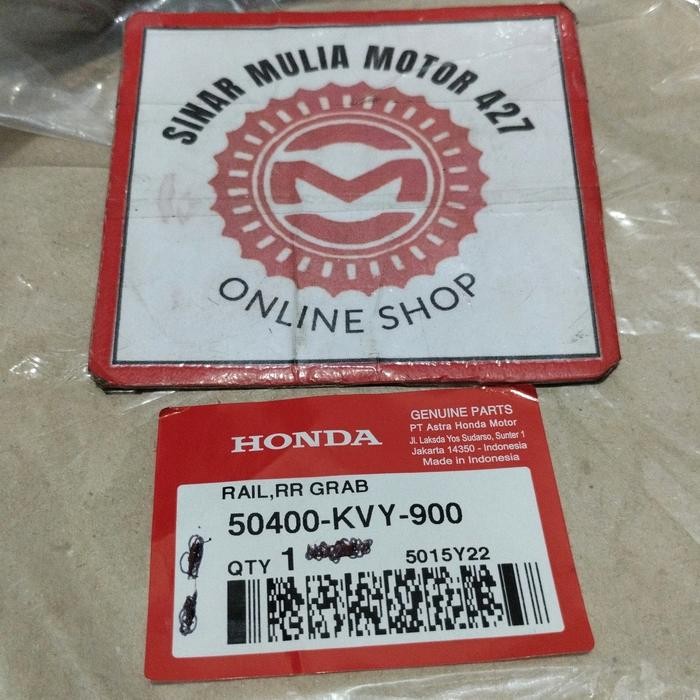 SINAR MULIA MOTOR 427
M
ONLINE SHOP
HONDA
GENUINE PARTS
PT Astra Honda Motor
Jl. Laksda Yos Sudarso, Sunter 1
Jakarta 14350 - Indonesia
Made in Indonesia
RAIL,RR GRAB
50400-KVY-900
QTY 1
5015Y22